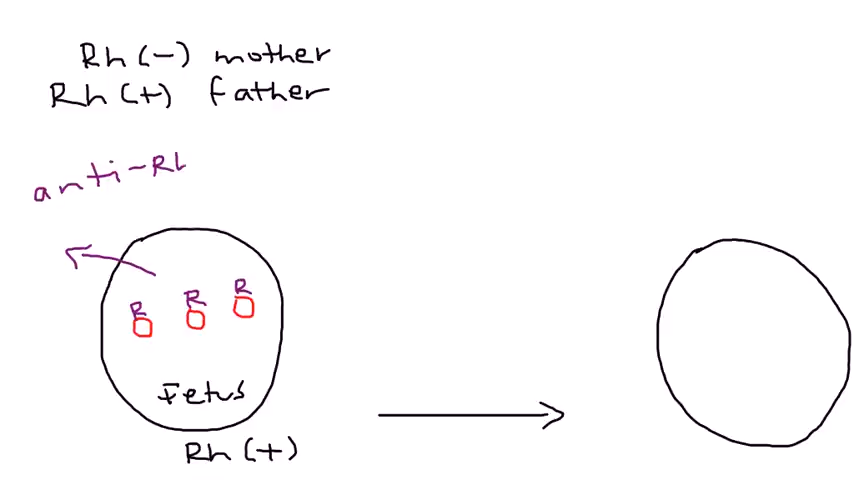 Rh (-) mother
Rh (+) father
anti-Rh
R R R
Fetus
Rh (+)